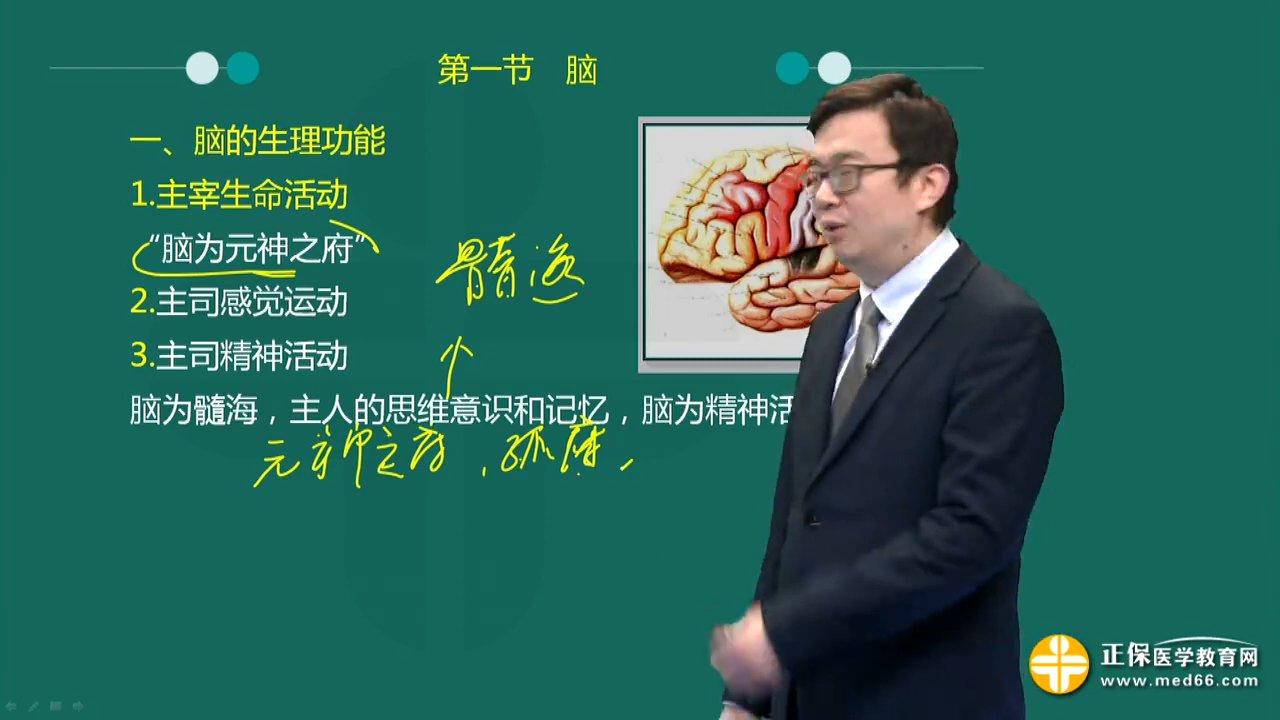 第一节 脑
一、脑的生理功能
1.主宰生命活动
“脑为元神之府”
髓海
2.主司感觉运动
3.主司精神活动
脑为髓海，主人的思维意识和记忆，脑为精神活
元神之府，
正保医学教育网
www.med66.com